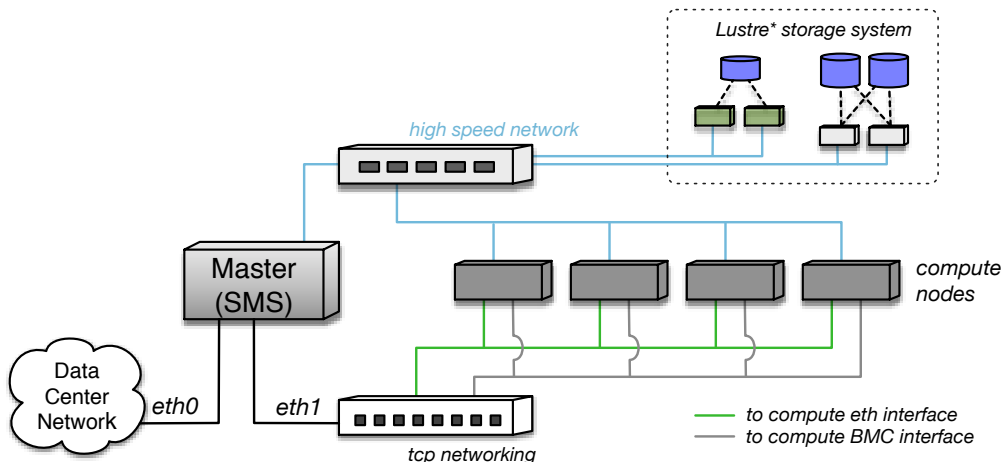 Lustre* storage system
high speed network
Master
(SMS)
compute
nodes
Data
Center
Network
eth0
eth1
tcp networking
to compute eth interface
to compute BMC interface